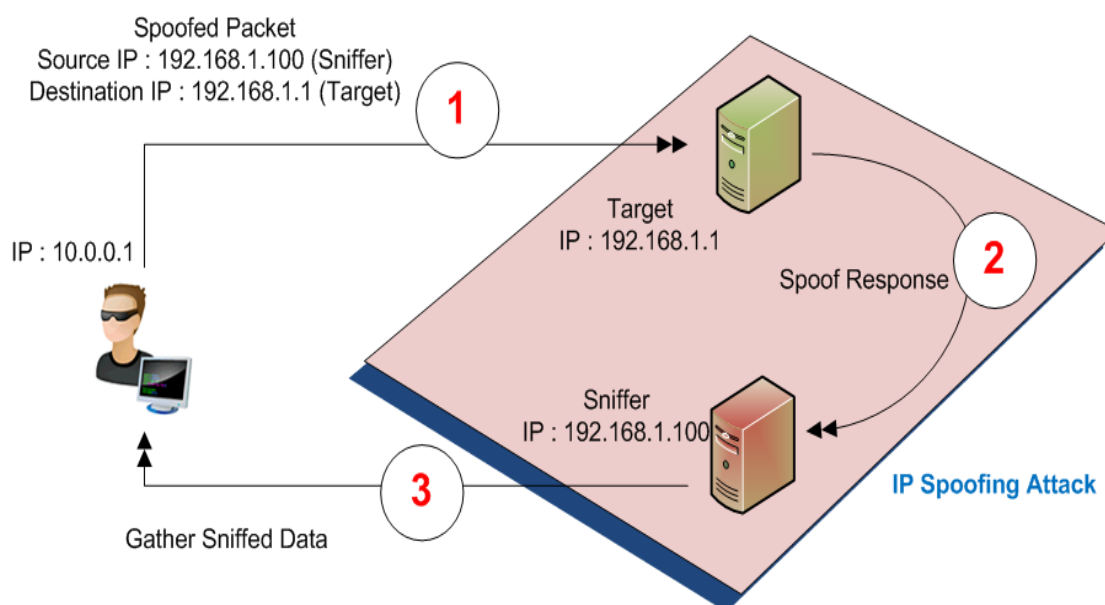 Spoofed Packet
Source IP : 192.168.1.100 (Sniffer)
Destination IP : 192.168.1.1 (Target)
1
Target
IP : 192.168.1.1
IP : 10.0.0.1
2
Spoof Response
Sniffer
IP : 192.168.1.100
IP Spoofing Attack
3
Gather Sniffed Data